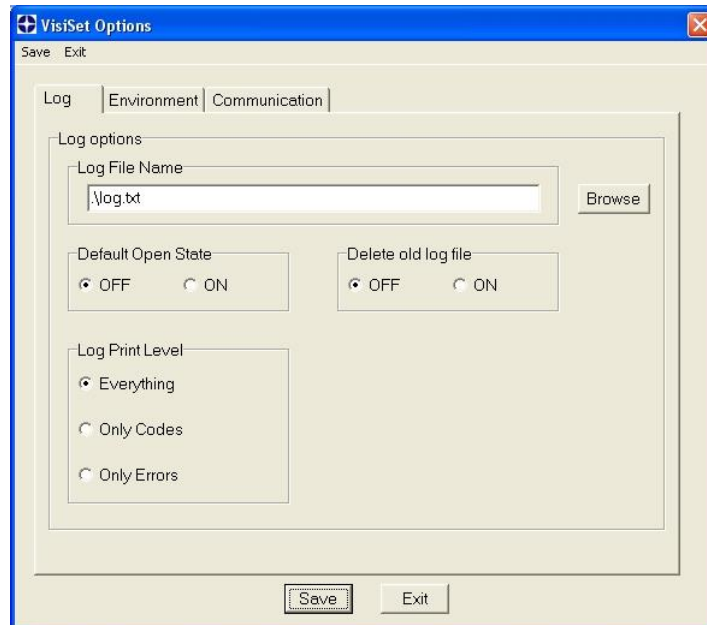 VisiSet Options
Save Exit
Log Environment Communication
Log options
Log File Name
.\log.txt
Browse
Default Open State Delete old log file
OFF ON OFF ON
Log Print Level
Everything
Only Codes
Only Errors
Save Exit